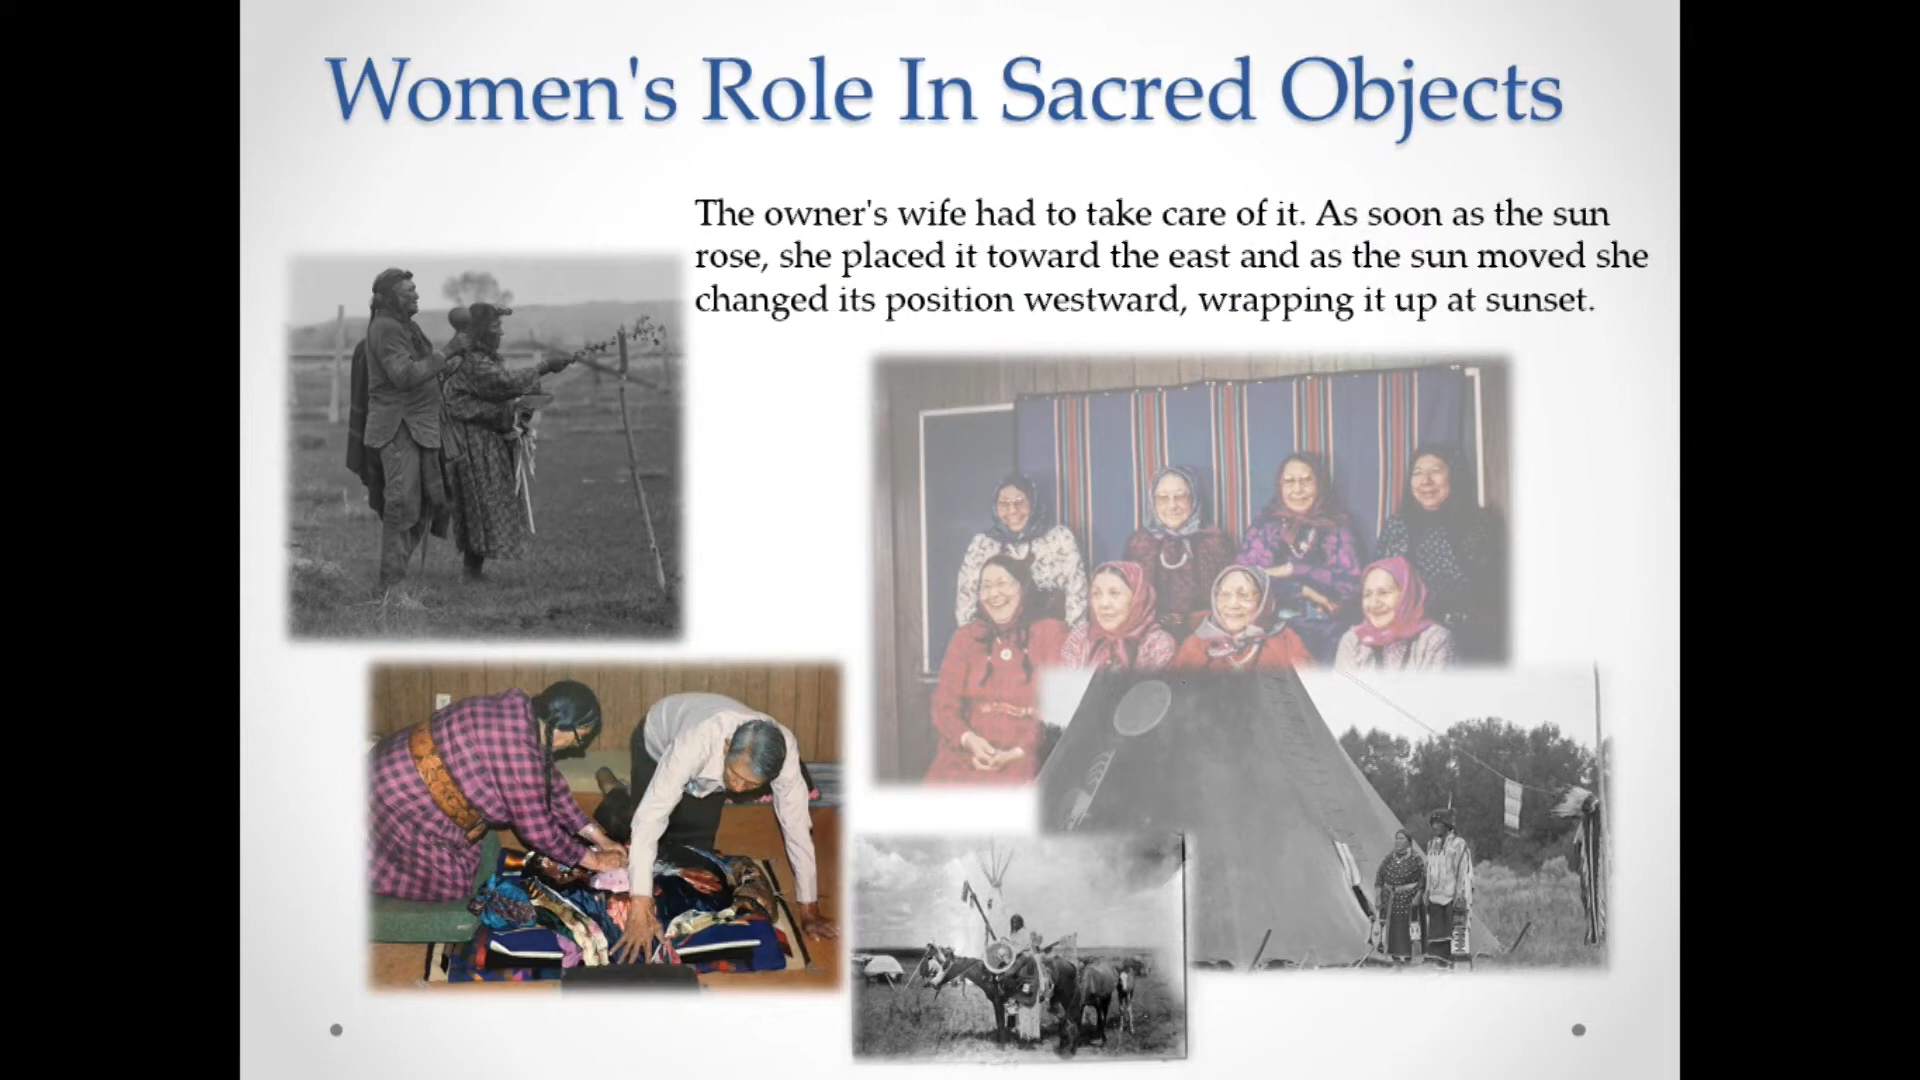 Women's Role In Sacred Objects
The owner's wife had to take care of it. As soon as the sun
rose, she placed it toward the east and as the sun moved she
changed its position westward, wrapping it up at sunset.